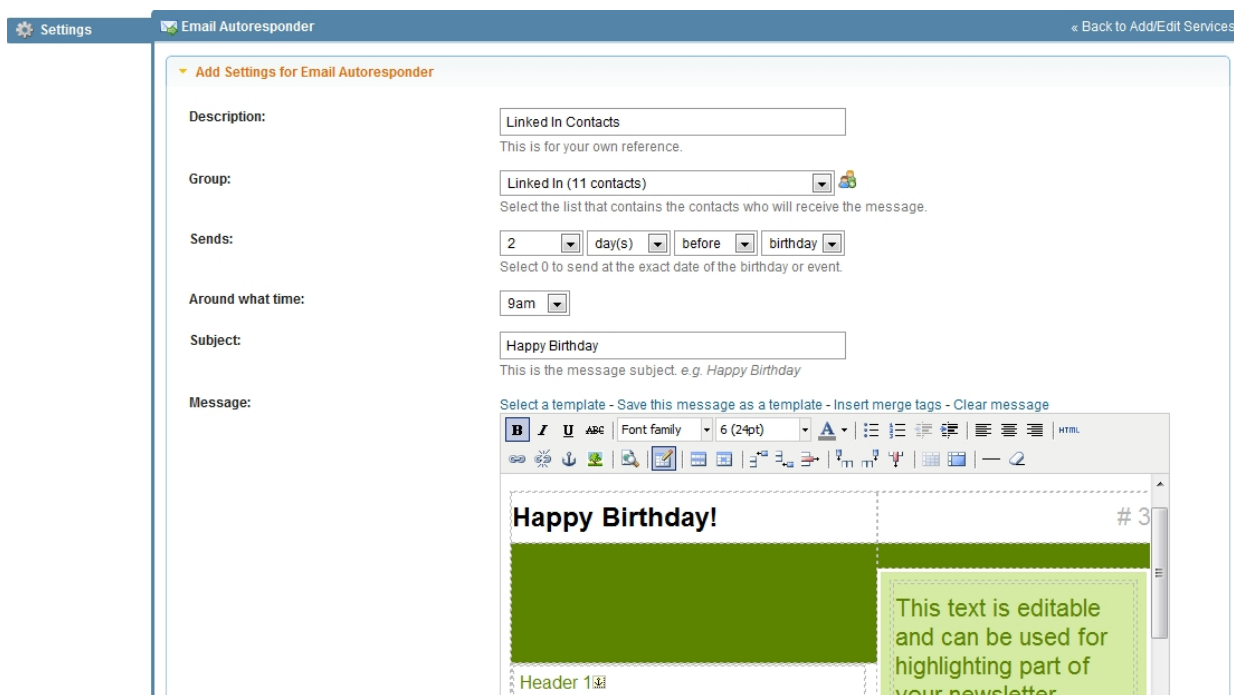 Settings
Email Autoresponder
« Back to Add/Edit Services
Add Settings for Email Autoresponder
Description:
Linked In Contacts
This is for your own reference.
Group:
Linked In (11 contacts)
Select the list that contains the contacts who will receive the message.
Sends:
2 day(s) before birthday
Select 0 to send at the exact date of the birthday or event.
Around what time:
9am
Subject:
Happy Birthday
This is the message subject. e.g. Happy Birthday
Message:
Select a template - Save this message as a template - Insert merge tags - Clear message
B I U ABC Font family 6 (24pt) A HTML
Happy Birthday!
# 3
This text is editable
and can be used for
highlighting part of
your newsletter
Header 1